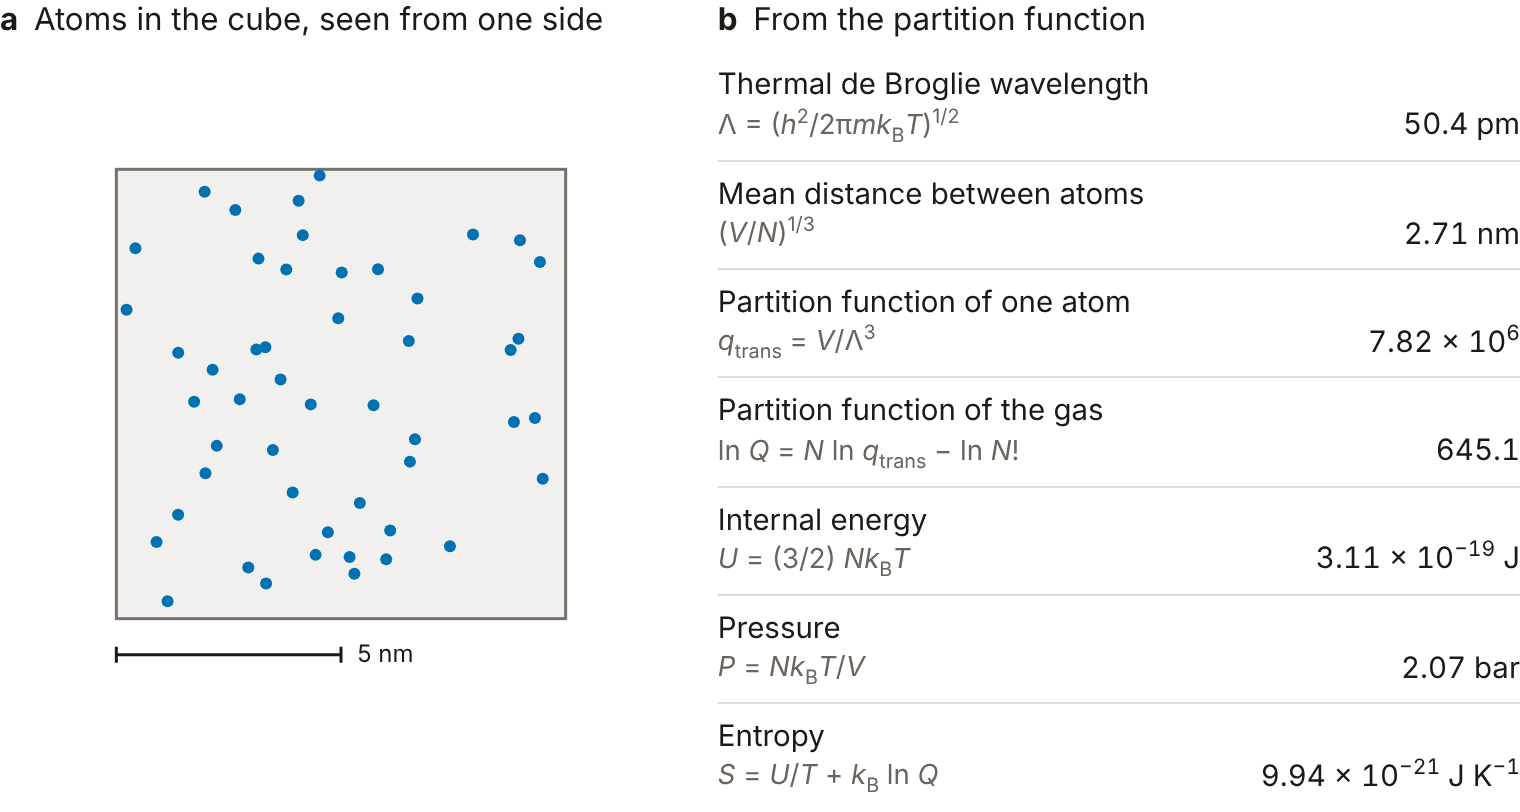 a Atoms in the cube, seen from one side
5 nm
b From the partition function
Thermal de Broglie wavelength
Λ = (h²/2πmk_BT)^1/2 50.4 pm
Mean distance between atoms
(V/N)^1/3 2.71 nm
Partition function of one atom
q_trans = V/Λ³ 7.82 × 10⁶
Partition function of the gas
ln Q = N ln q_trans − ln N! 645.1
Internal energy
U = (3/2) Nk_BT 3.11 × 10⁻¹⁹ J
Pressure
P = Nk_BT/V 2.07 bar
Entropy
S = U/T + k_B ln Q 9.94 × 10⁻²¹ J K⁻¹